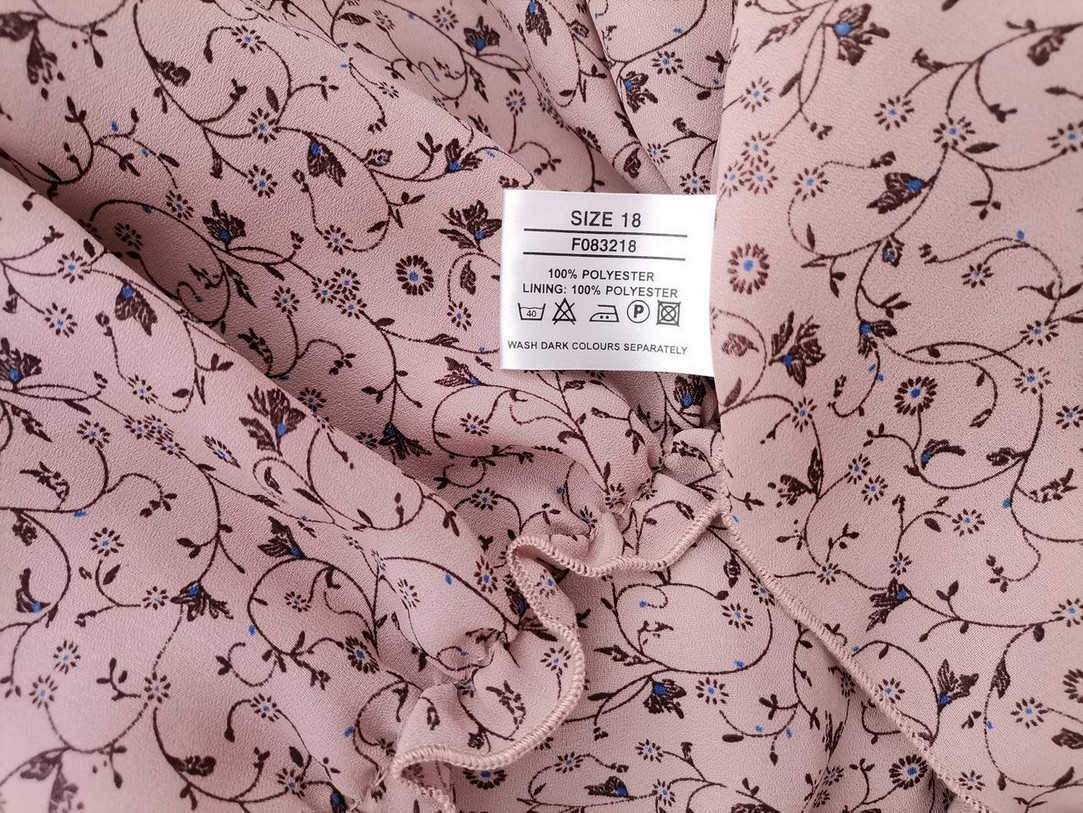 SIZE 18
F083218
100% POLYESTER
LINING: 100% POLYESTER
40 P
WASH DARK COLOURS SEPARATELY